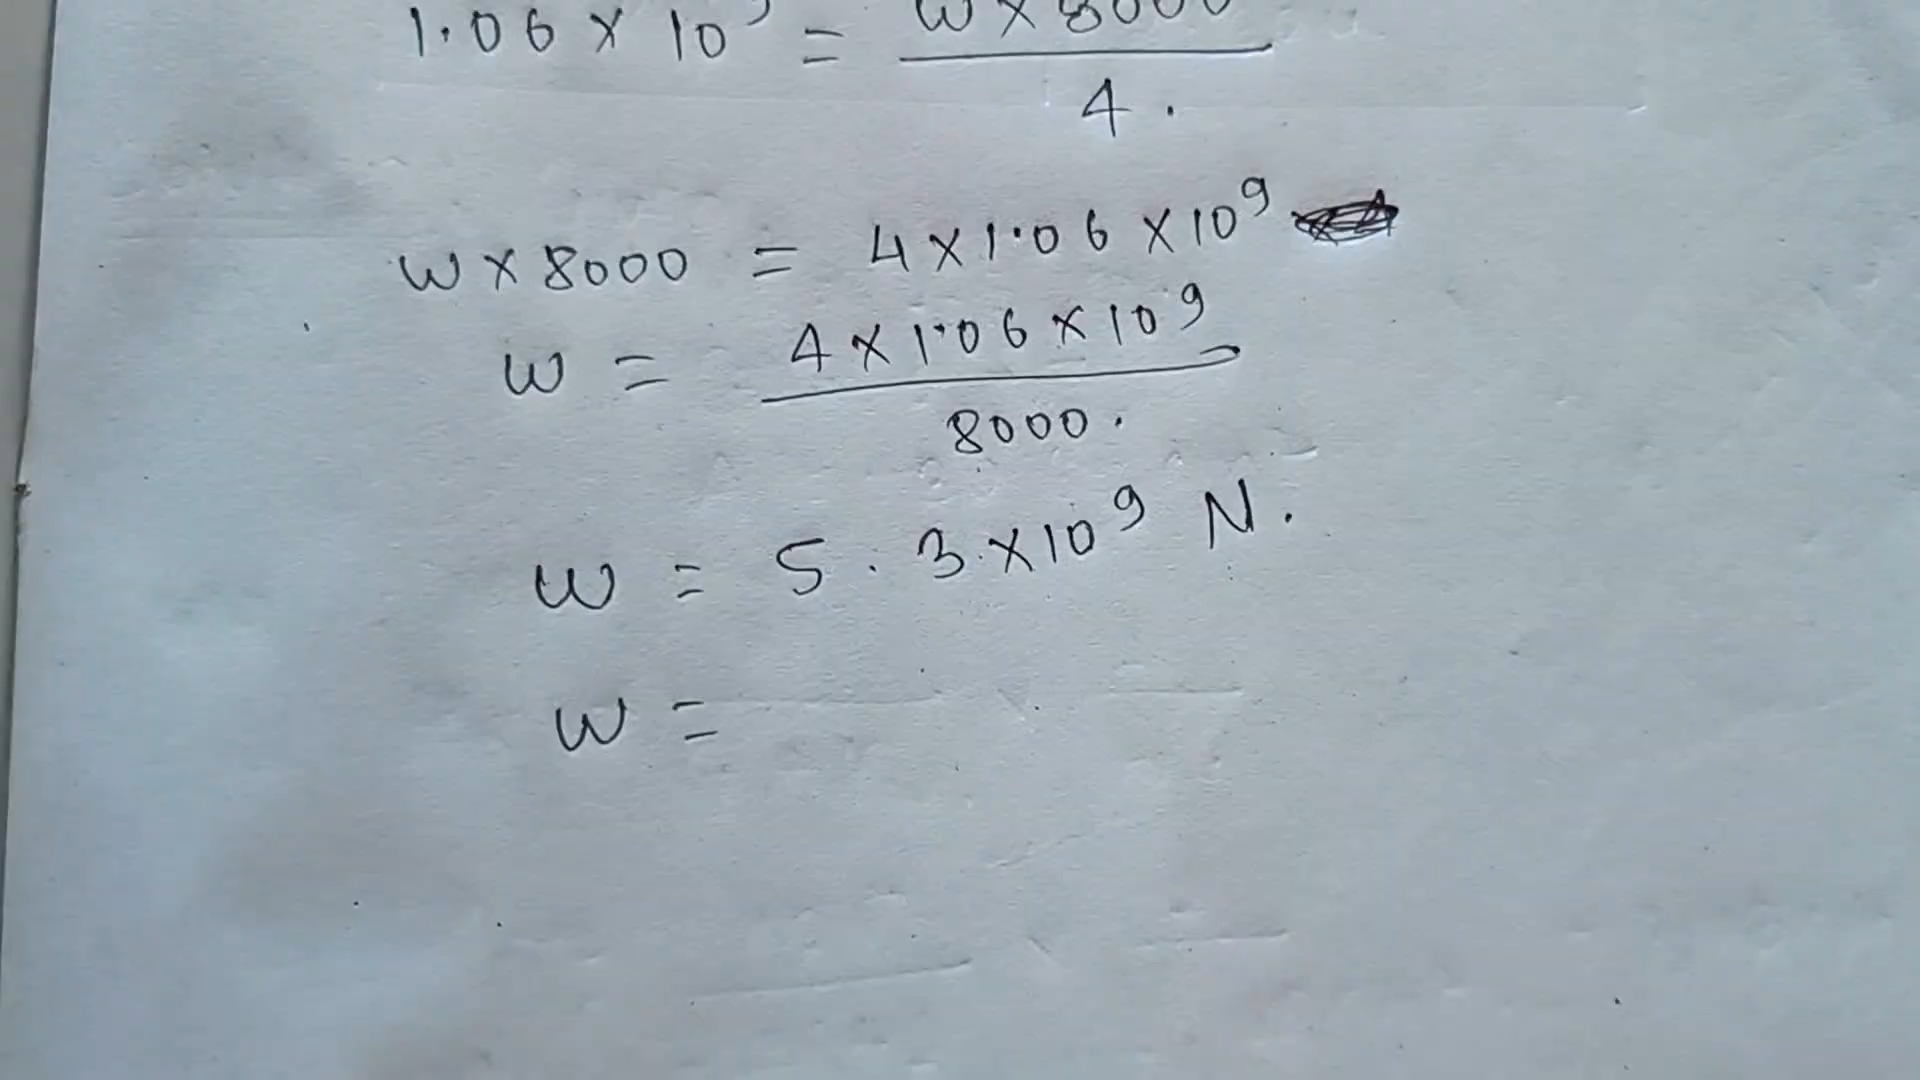 1.06 × 10⁹ = w × 8000 / 4.
w × 8000 = 4 × 1.06 × 10⁹
w = 4 × 1.06 × 10⁹ / 8000.
w = 5.3 × 10⁹ N.
w =